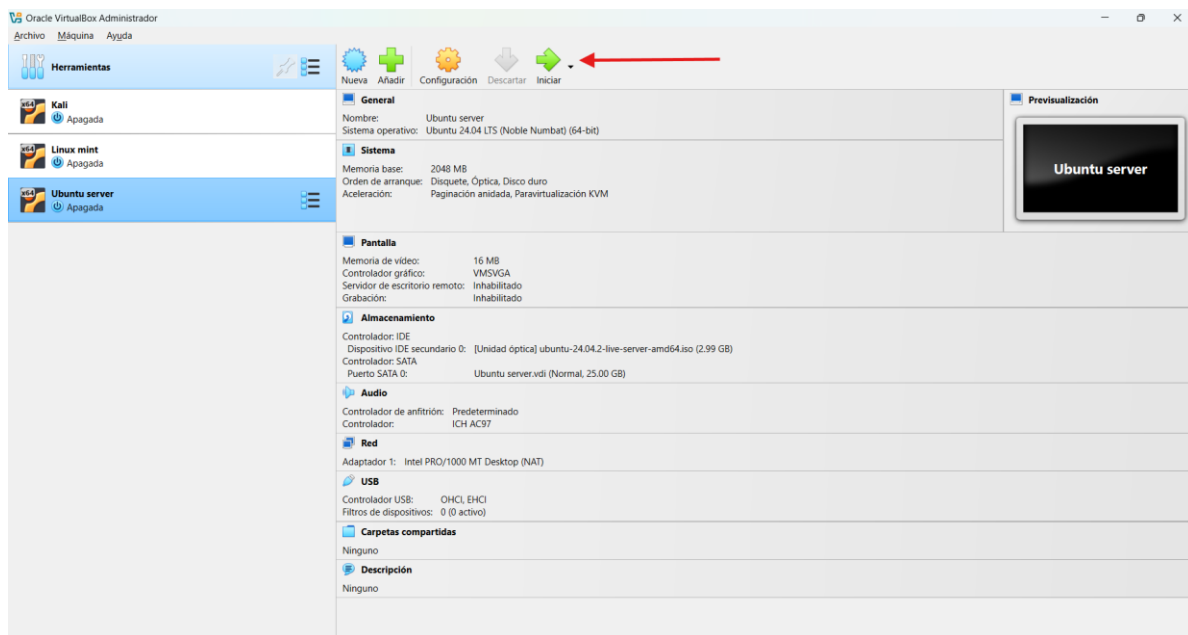 Oracle VirtualBox Administrador
Archivo Máquina Ayuda
Herramientas
Nueva Añadir Configuración Descartar Iniciar
x64 Kali
Apagada
x64 Linux mint
Apagada
x64 Ubuntu server
Apagada
General
Nombre: Ubuntu server
Sistema operativo: Ubuntu 24.04 LTS (Noble Numbat) (64-bit)
Previsualización
Ubuntu server
Sistema
Memoria base: 2048 MB
Orden de arranque: Disquete, Óptica, Disco duro
Aceleración: Paginación anidada, Paravirtualización KVM
Pantalla
Memoria de vídeo: 16 MB
Controlador gráfico: VMSVGA
Servidor de escritorio remoto: Inhabilitado
Grabación: Inhabilitado
Almacenamiento
Controlador: IDE
Dispositivo IDE secundario 0: [Unidad óptica] ubuntu-24.04.2-live-server-amd64.iso (2.99 GB)
Controlador: SATA
Puerto SATA 0: Ubuntu server.vdi (Normal, 25.00 GB)
Audio
Controlador de anfitrión: Predeterminado
Controlador: ICH AC97
Red
Adaptador 1: Intel PRO/1000 MT Desktop (NAT)
USB
Controlador USB: OHCI, EHCI
Filtros de dispositivos: 0 (0 activo)
Carpetas compartidas
Ninguno
Descripción
Ninguno